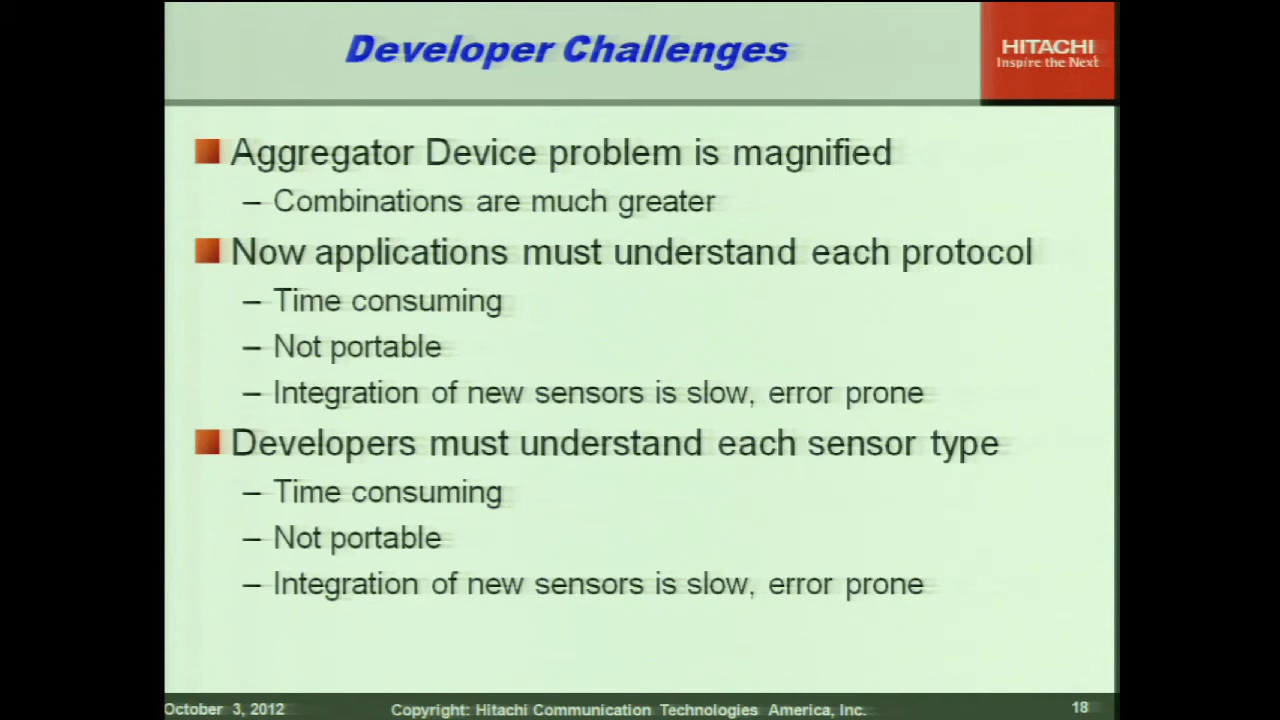 Developer Challenges
HITACHI
Inspire the Next
Aggregator Device problem is magnified
– Combinations are much greater
Now applications must understand each protocol
– Time consuming
– Not portable
– Integration of new sensors is slow, error prone
Developers must understand each sensor type
– Time consuming
– Not portable
– Integration of new sensors is slow, error prone
October 3, 2012
Copyright: Hitachi Communication Technologies America, Inc.
18